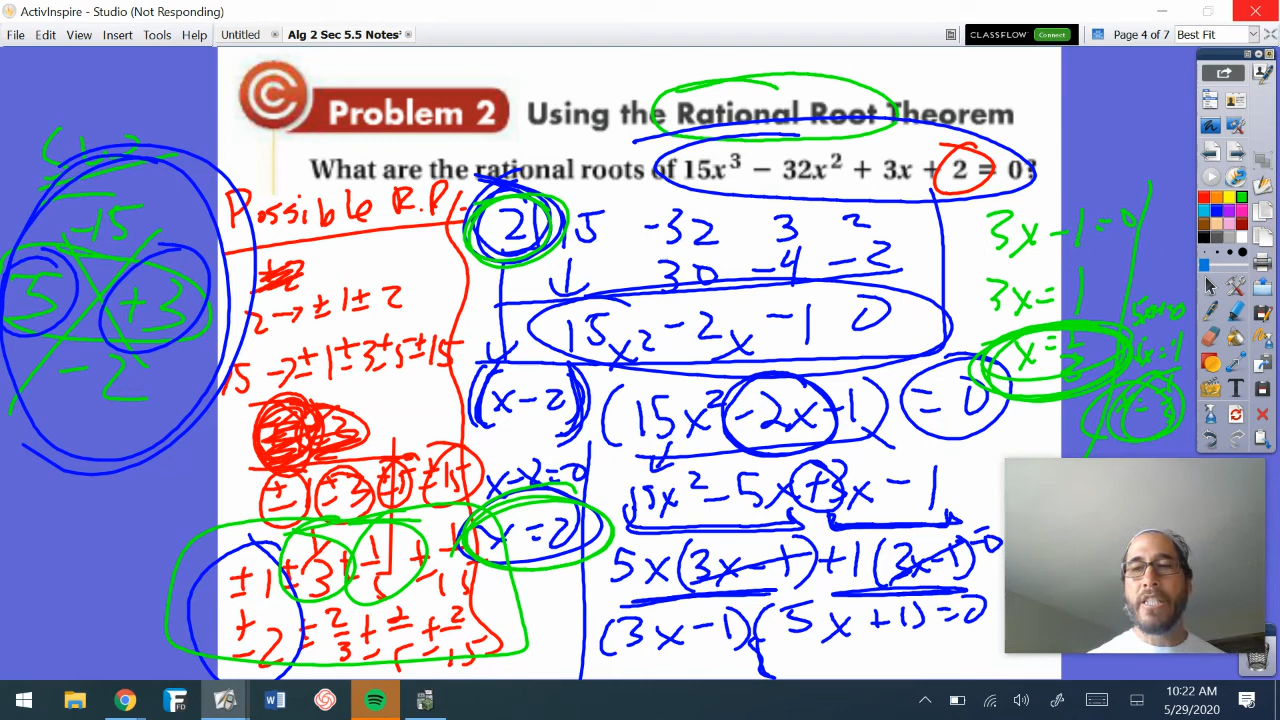 ActivInspire - Studio (Not Responding)
File Edit View Insert Tools Help Untitled Alg 2 Sec 5.5 Notes* CLASSFLOW Connect Page 4 of 7 Best Fit
C Problem 2 Using the Rational Root Theorem
What are the rational roots of 15x³ − 32x² + 3x + 2 = 0?
Possible R.P.
2 → ± 1 ± 2
15 → ± 1 ± 3 ± 5 ± 15
± 1 ± 1/3 ± 1/5 ± 1/15
± 2 ± 2/3 ± 2/5 ± 2/15
-15
5 +3
-2
2| 15 -32 3 2
30 -4 -2
15x² -2x -1 0
(x-2) (15x² -2x -1) = 0
x-2=0 15x² - 5x +3x - 1
x=2 5x(3x-1) +1(3x-1)=0
(3x-1)(5x+1)=0
3x-1=0
3x=1
x=1/3
10:22 AM
5/29/2020